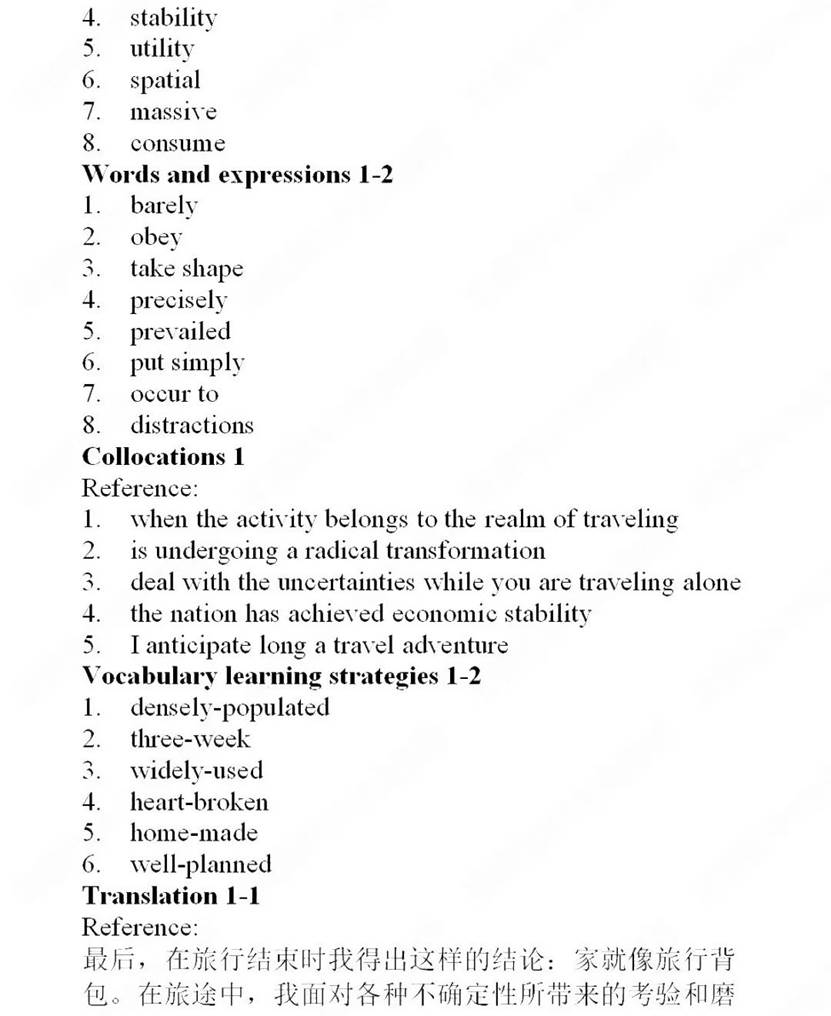 4. stability
5. utility
6. spatial
7. massive
8. consume
Words and expressions 1-2
1. barely
2. obey
3. take shape
4. precisely
5. prevailed
6. put simply
7. occur to
8. distractions
Collocations 1
Reference:
1. when the activity belongs to the realm of traveling
2. is undergoing a radical transformation
3. deal with the uncertainties while you are traveling alone
4. the nation has achieved economic stability
5. I anticipate long a travel adventure
Vocabulary learning strategies 1-2
1. densely-populated
2. three-week
3. widely-used
4. heart-broken
5. home-made
6. well-planned
Translation 1-1
Reference:
最后，在旅行结束时我得出这样的结论：家就像旅行背
包。在旅途中，我面对各种不确定性所带来的考验和磨